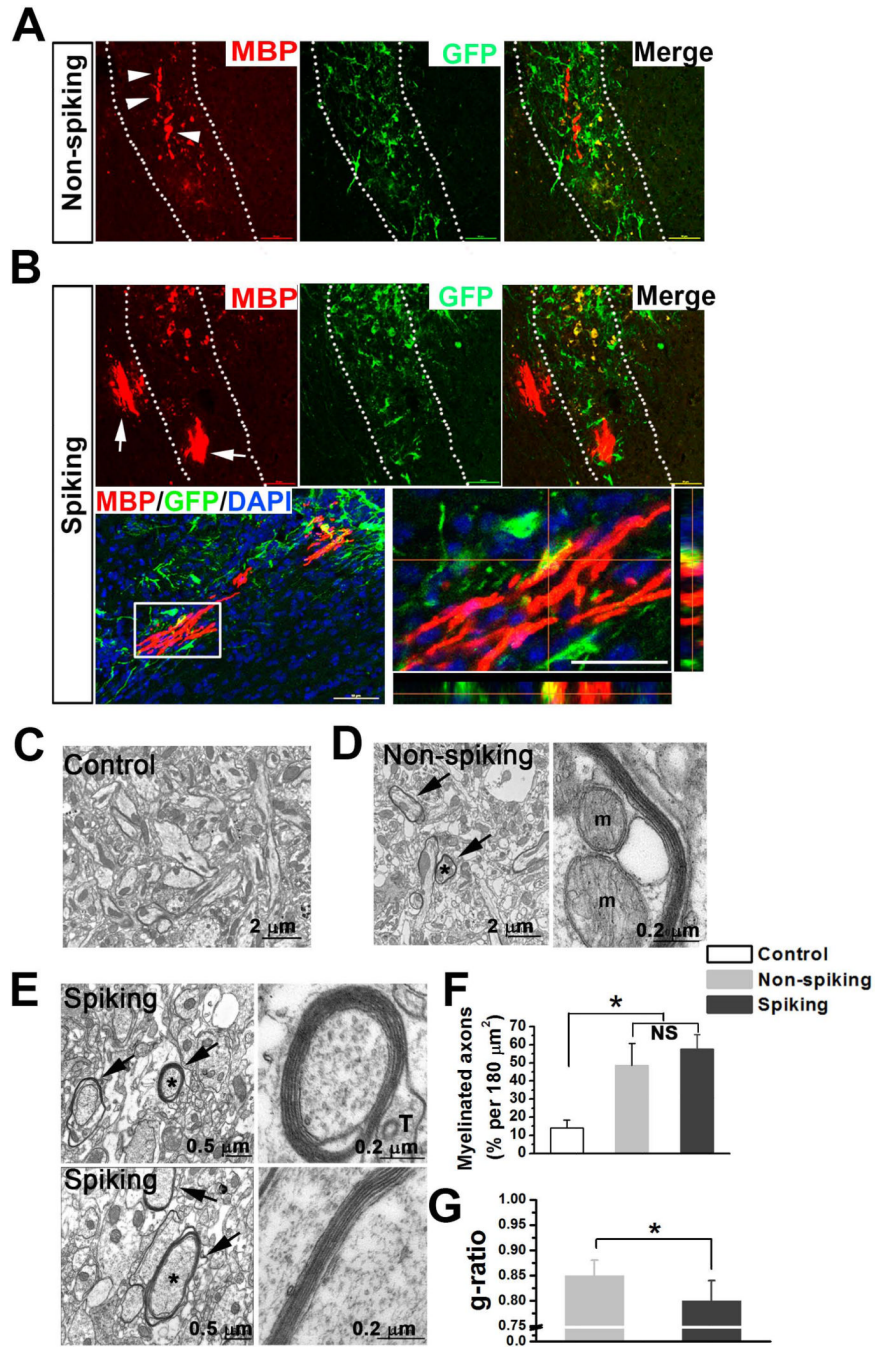 A
Non-spiking
MBP
GFP
Merge
B
Spiking
MBP
GFP
Merge
MBP/GFP/DAPI
C
Control
2 μm
D
Non-spiking
*
2 μm
m
m
0.2 μm
E
Spiking
*
0.5 μm
T
0.2 μm
Spiking
*
0.5 μm
0.2 μm
Control
Non-spiking
Spiking
F
Myelinated axons
(% per 180 μm²)
70
60
50
40
30
20
10
0
*
NS
G
g-ratio
1.00
0.95
0.90
0.85
0.80
0.75
0.0
*